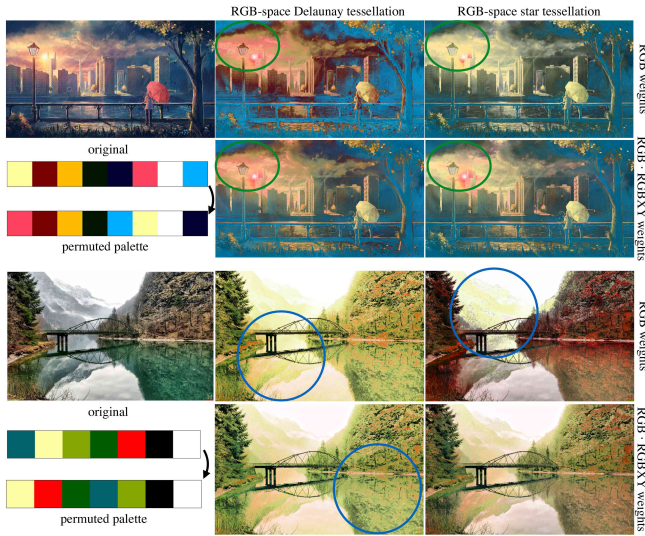 RGB-space Delaunay tessellation
RGB-space star tessellation
RGB weights
original
permuted palette
RGB · RGBXY weights
RGB weights
original
permuted palette
RGB · RGBXY weights